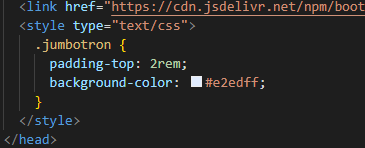 <link href="https://cdn.jsdelivr.net/npm/boot
<style type="text/css">
.jumbotron {
padding-top: 2rem;
background-color: #e2edff;
}
</style>
</head>